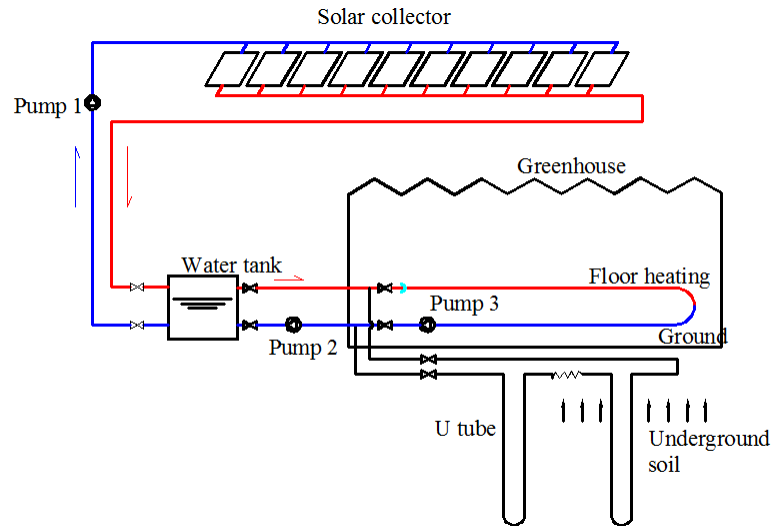 Solar collector
Pump 1
Greenhouse
Water tank
Floor heating
Pump 3
Pump 2
Ground
U tube
Underground
soil